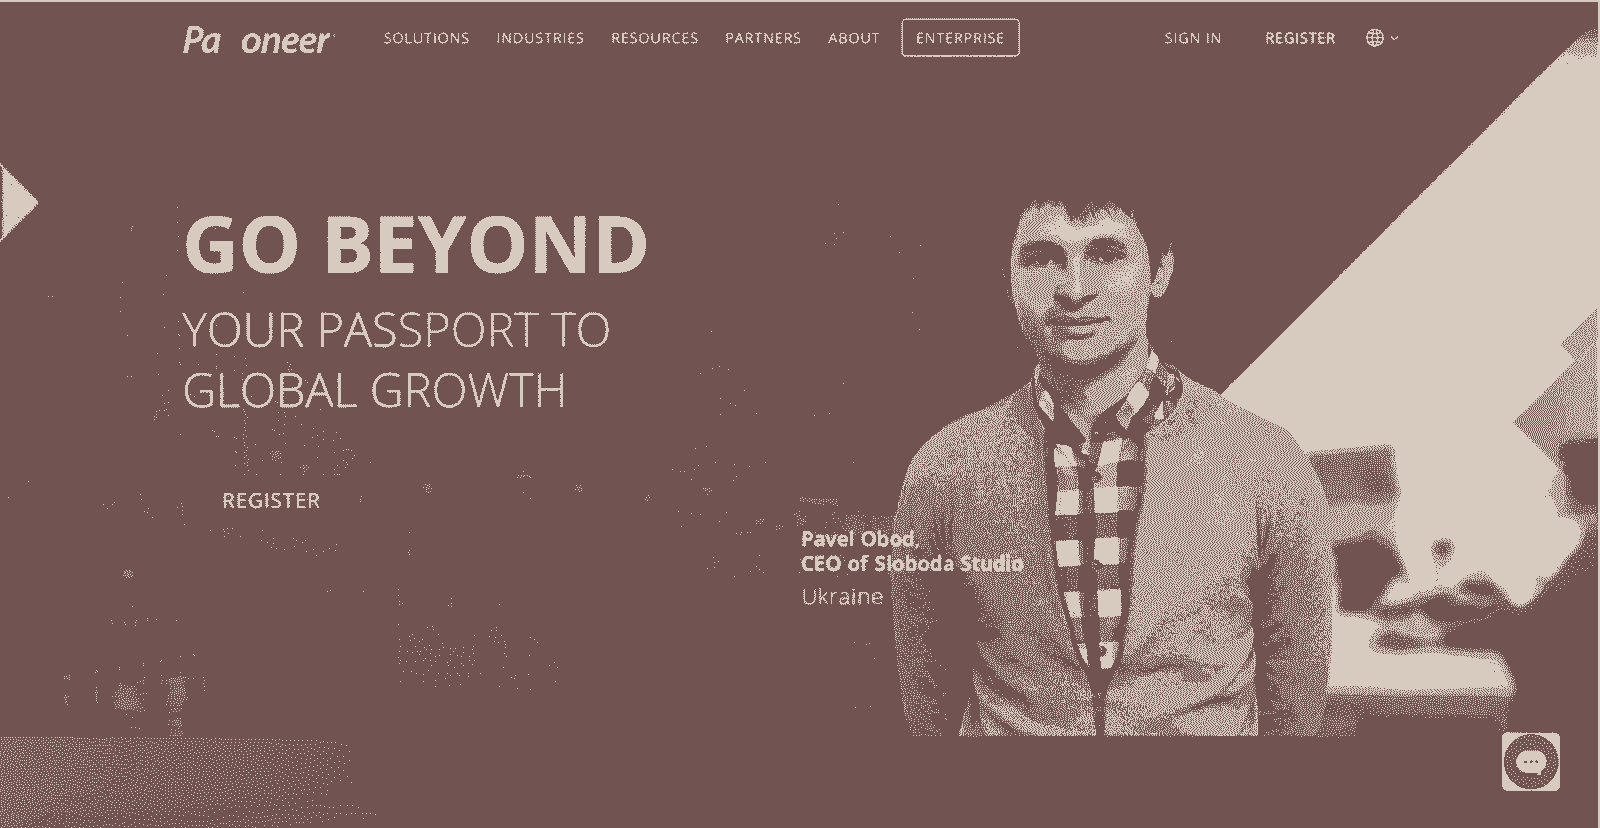 Pa oneer
SOLUTIONS INDUSTRIES RESOURCES PARTNERS ABOUT ENTERPRISE SIGN IN REGISTER
GO BEYOND
YOUR PASSPORT TO
GLOBAL GROWTH
REGISTER
Pavel Obod,
CEO of Sloboda Studio
Ukraine